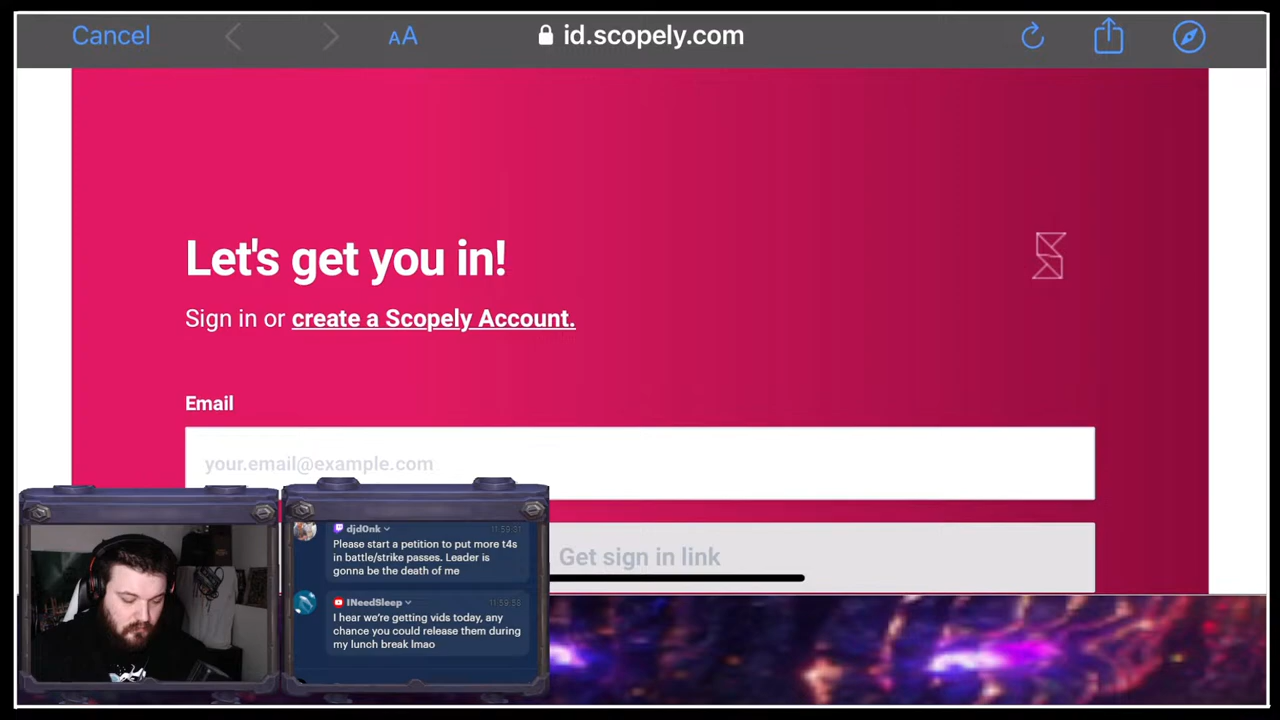 Cancel
AA
id.scopely.com
Let's get you in!
Sign in or create a Scopely Account.
Email
your.email@example.com
Get sign in link
djd0nk
Please start a petition to put more t4s
in battle/strike passes. Leader is
gonna be the death of me
INeedSleep
I hear we're getting vids today, any
chance you could release them during
my lunch break lmao